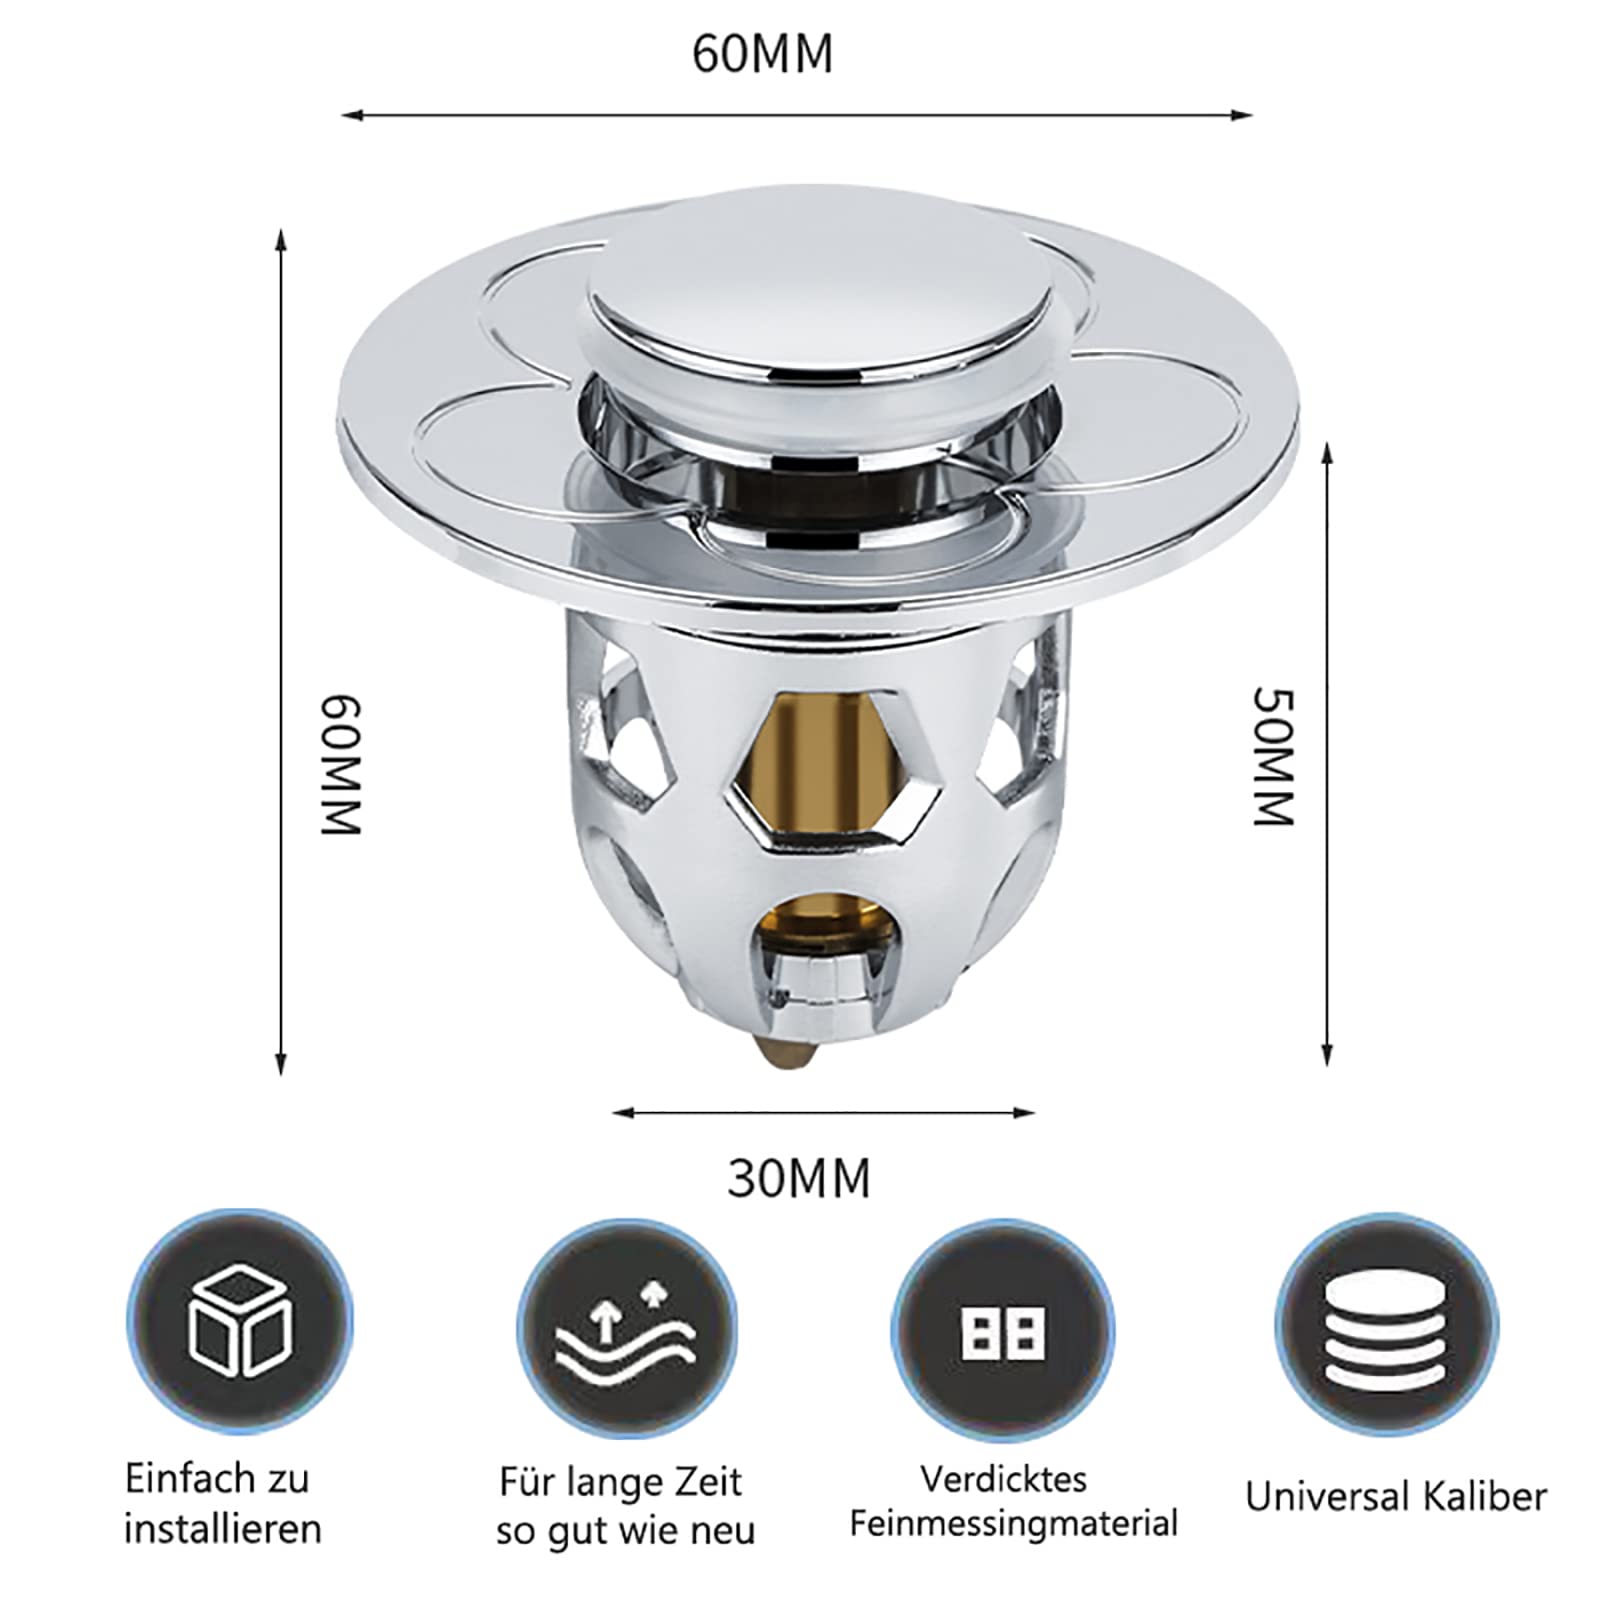 60MM
60MM
50MM
30MM
Einfach zu
installieren
Für lange Zeit
so gut wie neu
Verdicktes
Feinmessingmaterial
Universal Kaliber